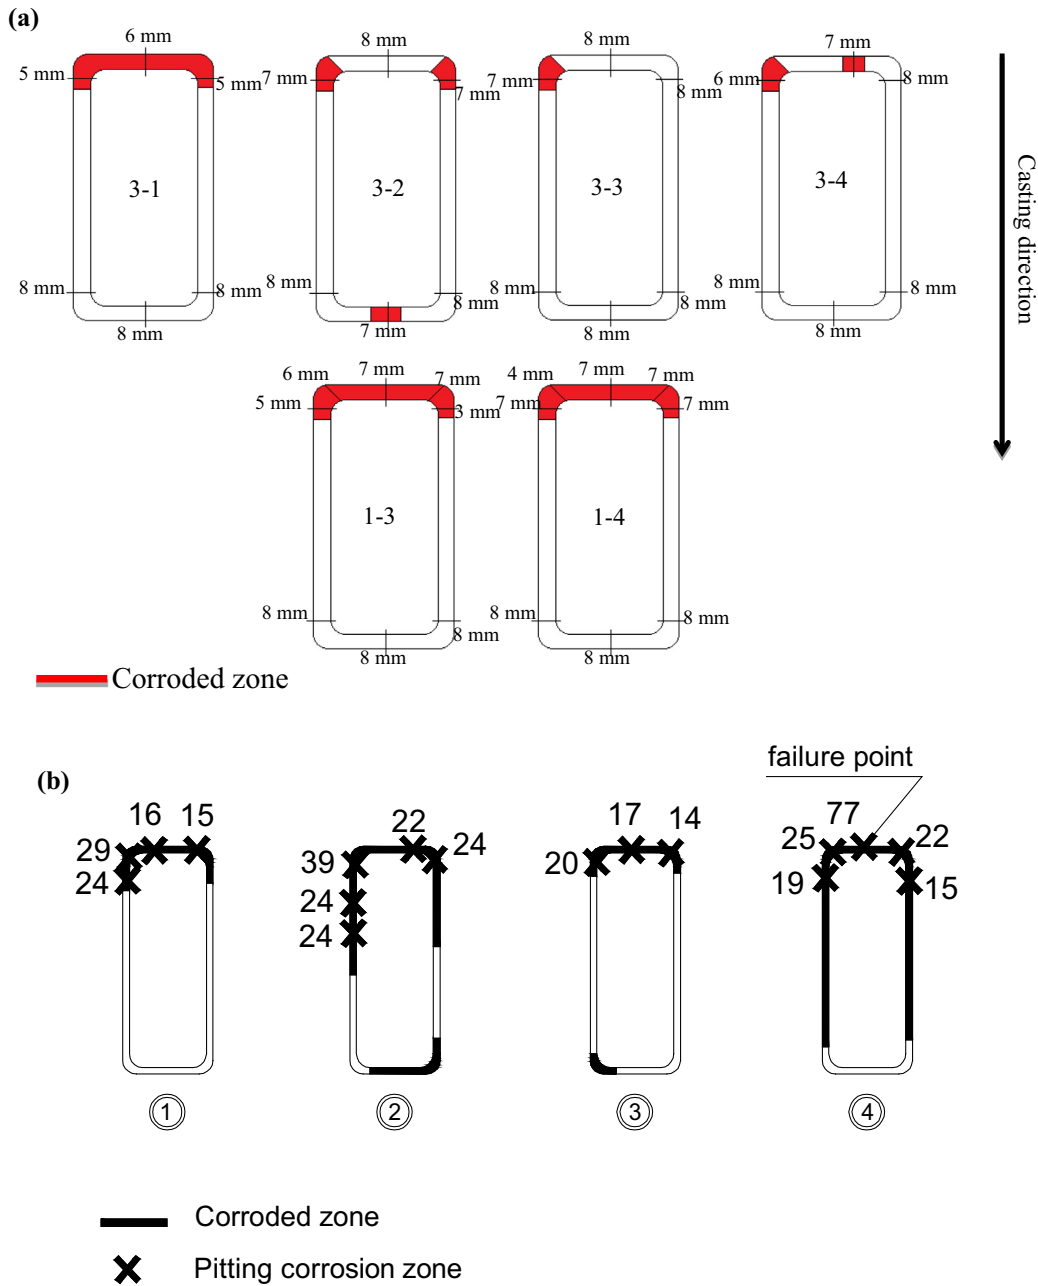 (a)
6 mm
5 mm
5 mm
3-1
8 mm
8 mm
8 mm
8 mm
7 mm
7 mm
3-2
8 mm
8 mm
7 mm
8 mm
7 mm
8 mm
3-3
8 mm
8 mm
8 mm
7 mm
6 mm
8 mm
3-4
8 mm
8 mm
8 mm
Casting direction
6 mm
7 mm
7 mm
5 mm
3 mm
1-3
8 mm
8 mm
8 mm
4 mm
7 mm
7 mm
7 mm
7 mm
1-4
8 mm
8 mm
8 mm
Corroded zone
(b)
failure point
16
15
29
24
1
22
24
39
24
24
2
17
14
20
3
77
25
22
19
15
4
Corroded zone
Pitting corrosion zone